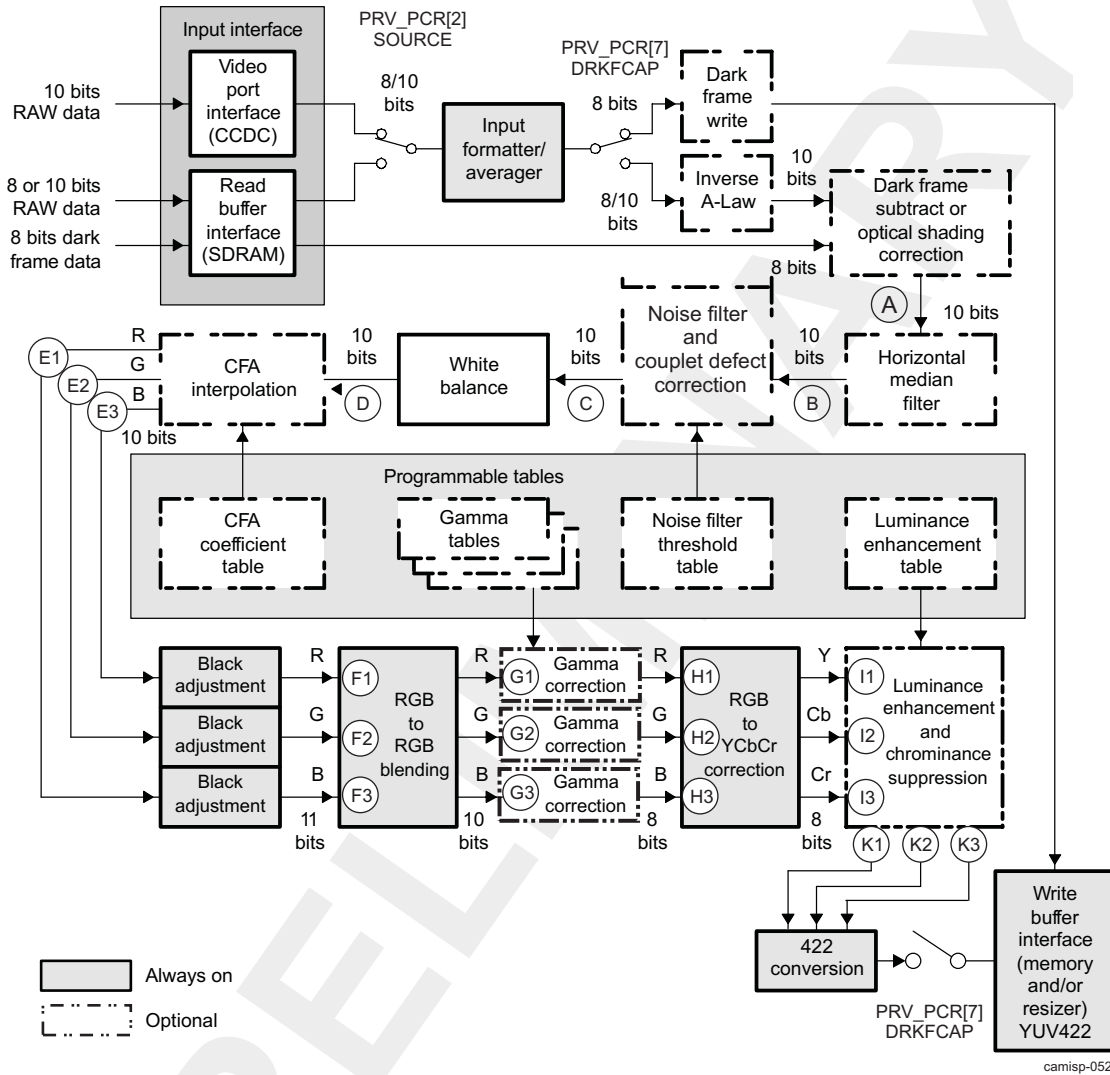 Input interface
PRV_PCR[2]
SOURCE
PRV_PCR[7]
DRKFCAP
10 bits
RAW data
Video
port
interface
(CCDC)
8/10
bits
Input
formatter/
averager
8 bits
Dark
frame
write
8/10
bits
Inverse
A-Law
10
bits
Dark frame
subtract or
optical shading
correction
8 or 10 bits
RAW data
8 bits dark
frame data
Read
buffer
interface
(SDRAM)
8 bits
A
10 bits
R
G
B
E1
E2
E3
10 bits
CFA
interpolation
10
bits
D
White
balance
10
bits
C
Noise filter
and
couplet defect
correction
10
bits
B
Horizontal
median
filter
Programmable tables
CFA
coefficient
table
Gamma
tables
Noise filter
threshold
table
Luminance
enhancement
table
Black
adjustment
Black
adjustment
Black
adjustment
R
G
B
11
bits
F1
F2
F3
RGB
to
RGB
blending
R
G
B
10
bits
G1
Gamma
correction
G2
Gamma
correction
G3
Gamma
correction
R
G
B
8
bits
H1
H2
H3
RGB
to
YCbCr
correction
Y
Cb
Cr
8
bits
I1
I2
I3
Luminance
enhancement
and
chrominance
suppression
K1
K2
K3
422
conversion
PRV_PCR[7]
DRKFCAP
Write
buffer
interface
(memory
and/or
resizer)
YUV422
Always on
Optional
camisp-052
PRELIMINARY